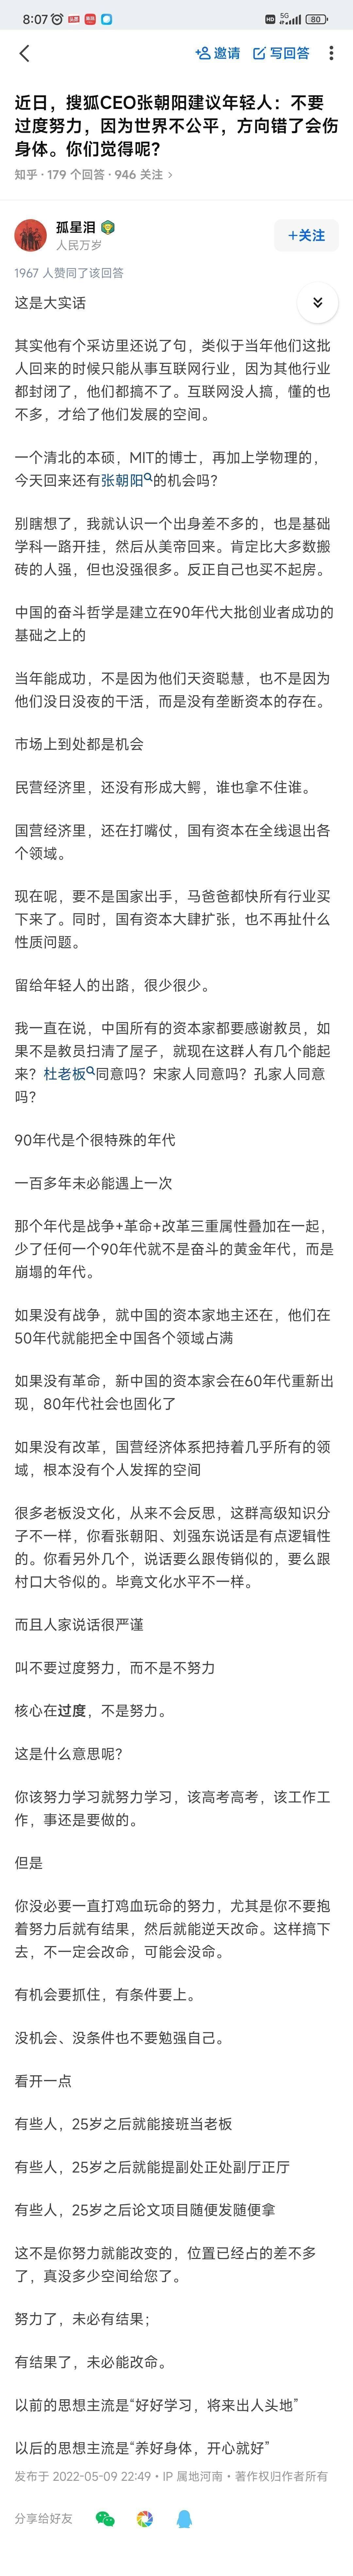 8:07
HD 5G 80
邀请 写回答
近日，搜狐CEO张朝阳建议年轻人：不要
过度努力，因为世界不公平，方向错了会伤
身体。你们觉得呢？
知乎 · 179 个回答 · 946 关注 >
孤星泪
人民万岁
+关注
1967 人赞同了该回答
这是大实话
其实他有个采访里还说了句，类似于当年他们这批
人回来的时候只能从事互联网行业，因为其他行业
都封闭了，他们都搞不了。互联网没人搞，懂的也
不多，才给了他们发展的空间。
一个清北的本硕，MIT的博士，再加上学物理的，
今天回来还有张朝阳的机会吗？
别瞎想了，我就认识一个出身差不多的，也是基础
学科一路开挂，然后从美帝回来。肯定比大多数搬
砖的人强，但也没强很多。反正自己也买不起房。
中国的奋斗哲学是建立在90年代大批创业者成功的
基础之上的
当年能成功，不是因为他们天资聪慧，也不是因为
他们没日没夜的干活，而是没有垄断资本的存在。
市场上到处都是机会
民营经济里，还没有形成大鳄，谁也拿不住谁。
国营经济里，还在打嘴仗，国有资本在全线退出各
个领域。
现在呢，要不是国家出手，马爸爸都快所有行业买
下来了。同时，国有资本大肆扩张，也不再扯什么
性质问题。
留给年轻人的出路，很少很少。
我一直在说，中国所有的资本家都要感谢教员，如
果不是教员扫清了屋子，就现在这群人有几个能起
来？杜老板同意吗？宋家人同意吗？孔家人同意
吗？
90年代是个很特殊的年代
一百多年未必能遇上一次
那个年代是战争+革命+改革三重属性叠加在一起，
少了任何一个90年代就不是奋斗的黄金年代，而是
崩塌的年代。
如果没有战争，就中国的资本家地主还在，他们在
50年代就能把全中国各个领域占满
如果没有革命，新中国的资本家会在60年代重新出
现，80年代社会也固化了
如果没有改革，国营经济体系把持着几乎所有的领
域，根本没有个人发挥的空间
很多老板没文化，从来不会反思，这群高级知识分
子不一样，你看张朝阳、刘强东说话是有点逻辑性
的。你看另外几个，说话要么跟传销似的，要么跟
村口大爷似的。毕竟文化水平不一样。
而且人家说话很严谨
叫不要过度努力，而不是不努力
核心在过度，不是努力。
这是什么意思呢？
你该努力学习就努力学习，该高考高考，该工作工
作，事还是要做的。
但是
你没必要一直打鸡血玩命的努力，尤其是你不要抱
着努力后就有结果，然后就能逆天改命。这样搞下
去，不一定会改命，可能会没命。
有机会要抓住，有条件要上。
没机会、没条件也不要勉强自己。
看开一点
有些人，25岁之后就能接班当老板
有些人，25岁之后就能提副处正处副厅正厅
有些人，25岁之后论文项目随便发随便拿
这不是你努力就能改变的，位置已经占的差不多
了，真没多少空间给您了。
努力了，未必有结果；
有结果了，未必能改命。
以前的思想主流是“好好学习，将来出人头地”
以后的思想主流是“养好身体，开心就好”
发布于 2022-05-09 22:49 · IP 属地河南 · 著作权归作者所有
分享给好友